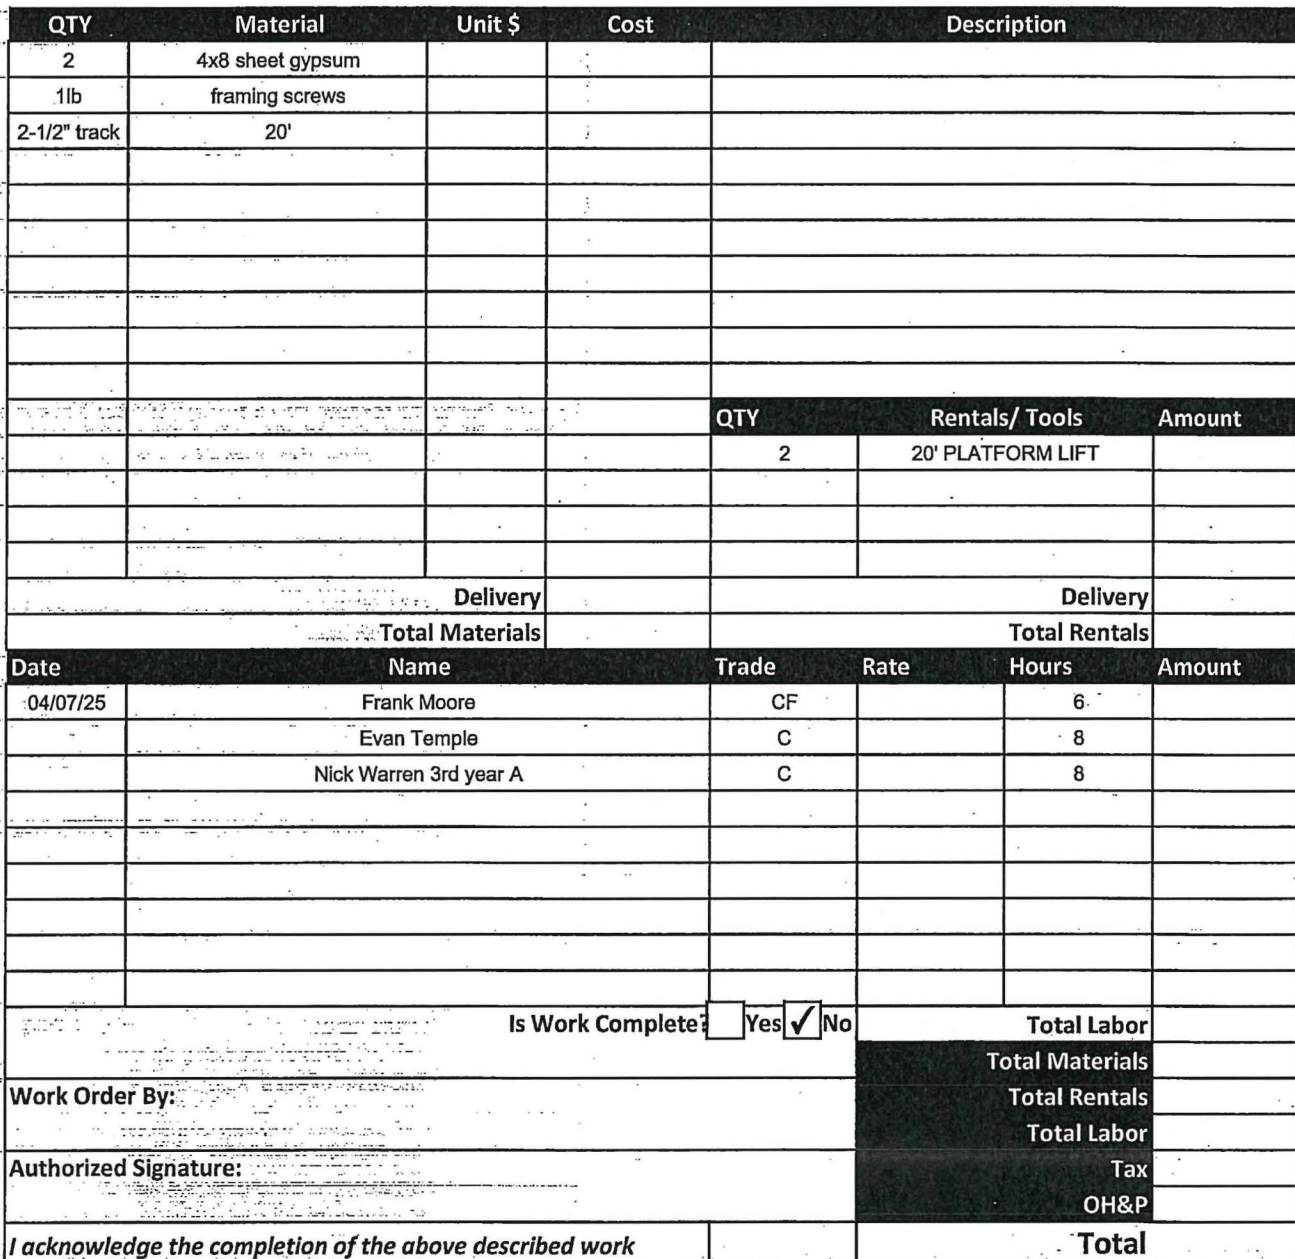 QTY Material Unit $ Cost Description
2 4x8 sheet gypsum
1lb framing screws
2-1/2" track 20'
QTY Rentals/ Tools Amount
2 20' PLATFORM LIFT
Delivery Delivery
Total Materials Total Rentals
Date Name Trade Rate Hours Amount
04/07/25 Frank Moore CF 6
Evan Temple C 8
Nick Warren 3rd year A C 8
Is Work Complete? Yes ✓ No Total Labor
Total Materials
Work Order By: Total Rentals
Total Labor
Authorized Signature: Tax
OH&P
I acknowledge the completion of the above described work Total